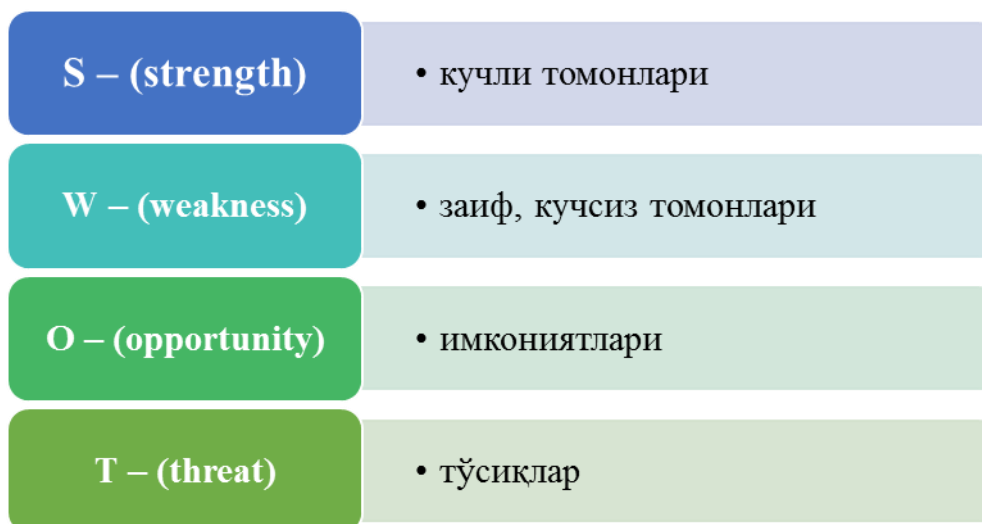 S – (strength)
• кучли томонлари
W – (weakness)
• заиф, кучсиз томонлари
O – (opportunity)
• имкониятлари
T – (threat)
• тўсиқлар